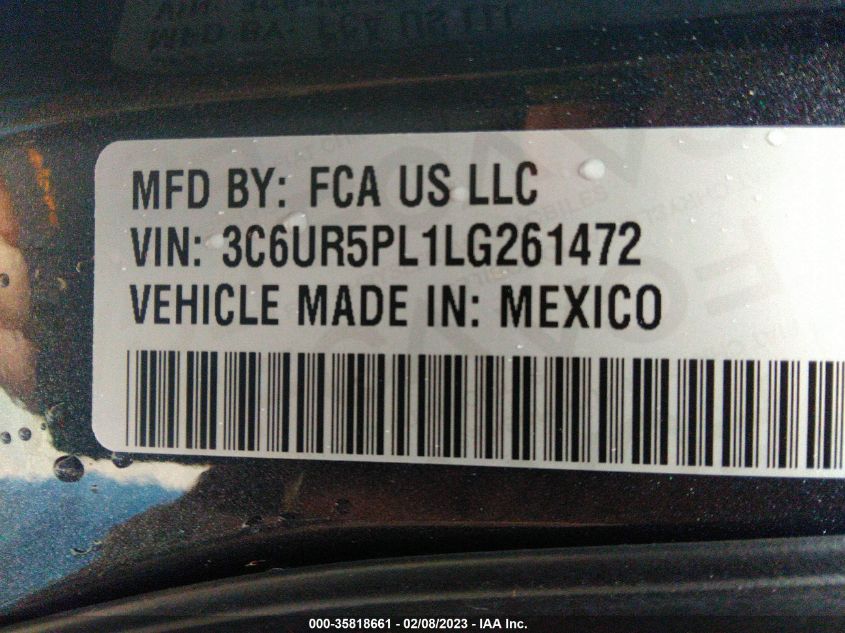 MFD BY: FCA US LLC
VIN: 3C6UR5PL1LG261472
VEHICLE MADE IN: MEXICO
000-35818661 - 02/08/2023 - IAA Inc.